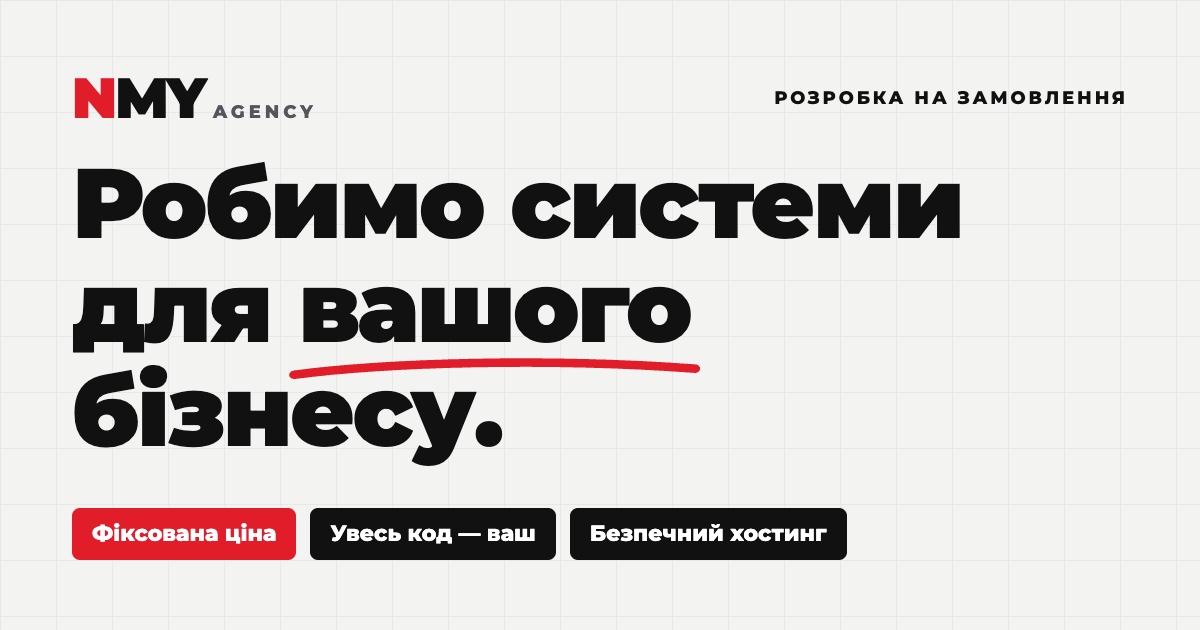 NMY AGENCY
РОЗРОБКА НА ЗАМОВЛЕННЯ
Робимо системи
для вашого
бізнесу.
Фіксована ціна
Увесь код — ваш
Безпечний хостинг